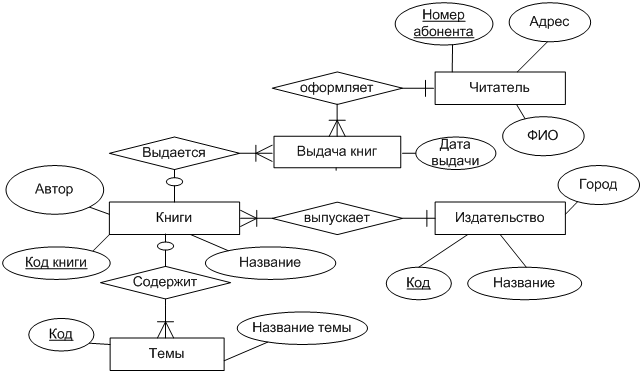 Номер
абонента
Адрес
оформляет
Читатель
ФИО
Выдается
Выдача книг
Дата
выдачи
Автор
Город
Книги
выпускает
Издательство
Код книги
Название
Содержит
Код
Название
Код
Название темы
Темы